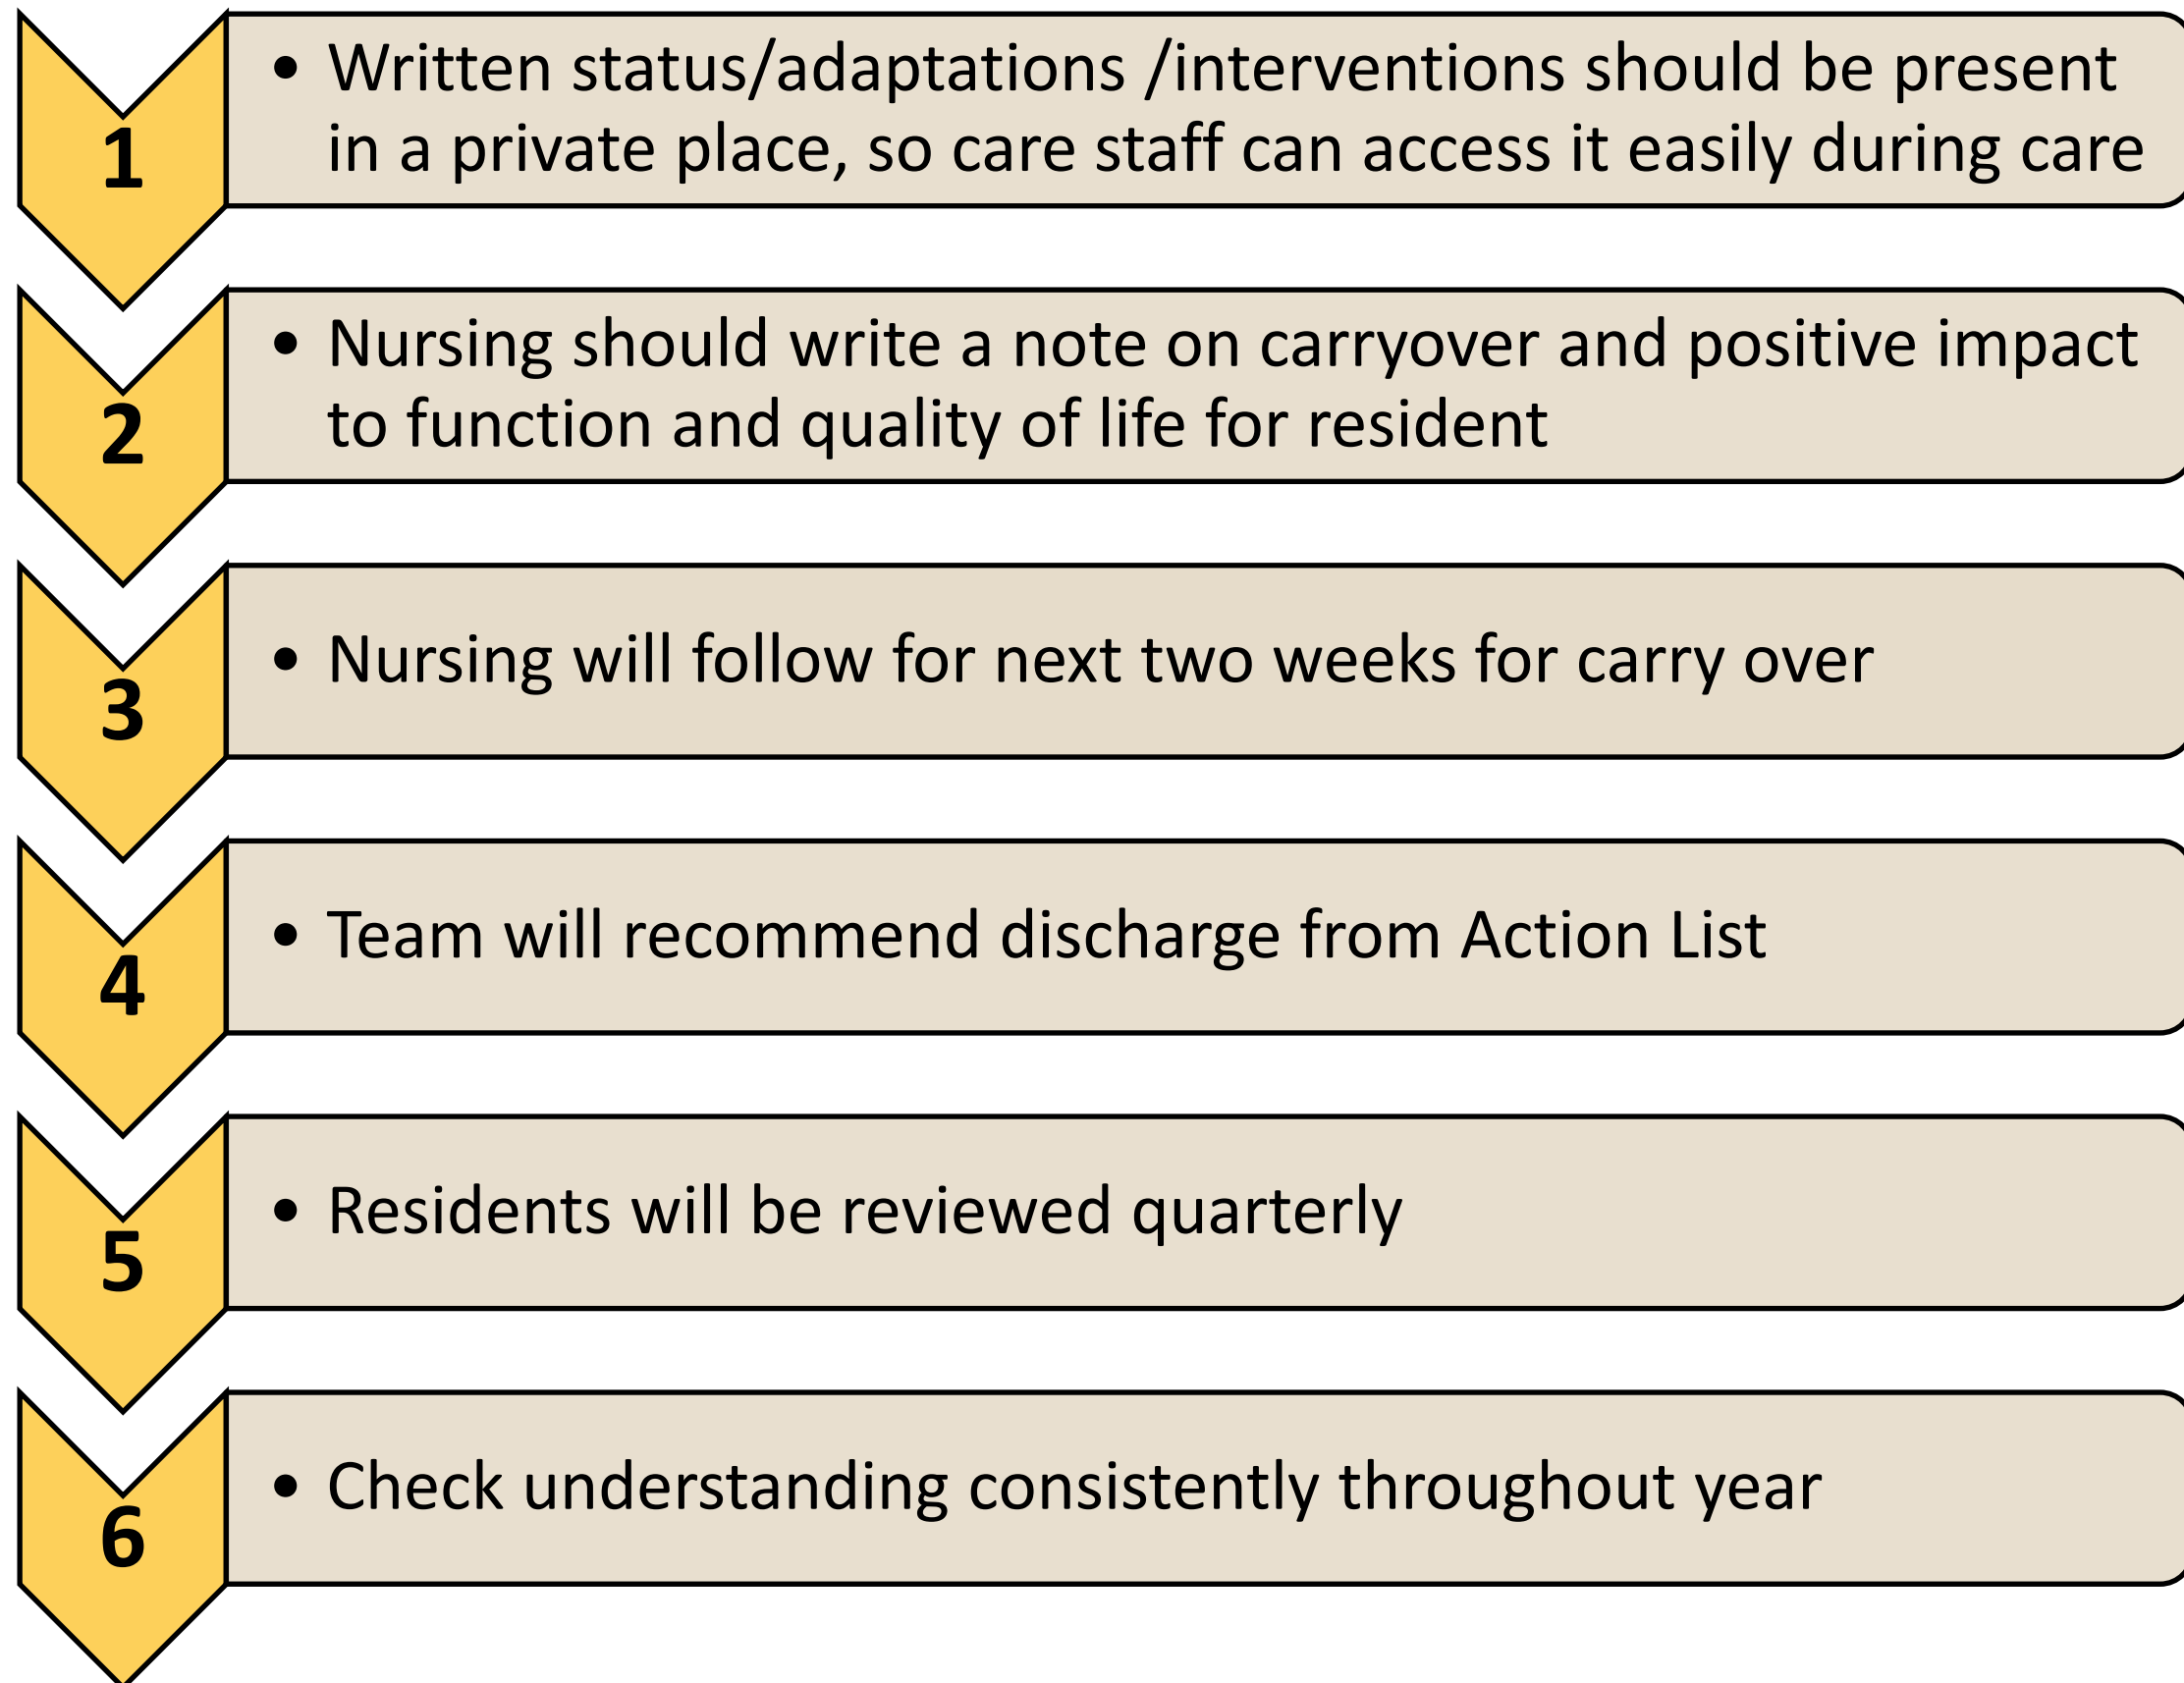 1
• Written status/adaptations /interventions should be present
in a private place, so care staff can access it easily during care
2
• Nursing should write a note on carryover and positive impact
to function and quality of life for resident
3
• Nursing will follow for next two weeks for carry over
4
• Team will recommend discharge from Action List
5
• Residents will be reviewed quarterly
6
• Check understanding consistently throughout year